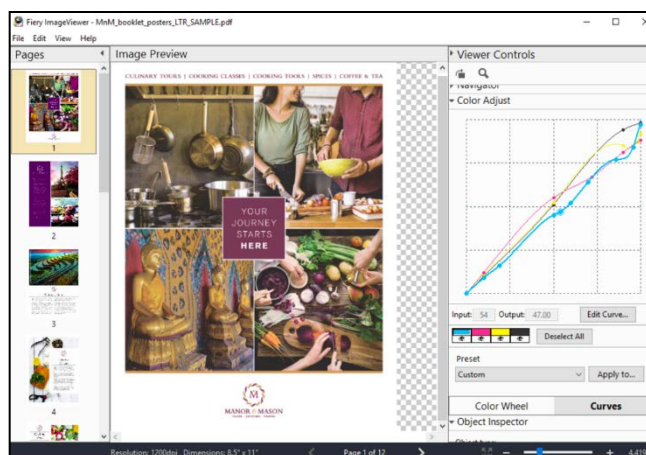 Fiery ImageViewer - MnM_booklet_posters_LTR_SAMPLE.pdf
File Edit View Help
Pages
Image Preview
Viewer Controls
Navigator
Color Adjust
CULINARY TOURS | COOKING CLASSES | COOKING TOOLS | SPICES | COFFEE & TEA
YOUR
JOURNEY
STARTS
HERE
M
MANOR & MASON
1
2
3
4
Input: 54 Output: 47.00 Edit Curve...
Deselect All
Preset
Custom Apply to...
Color Wheel Curves
Object Inspector
Resolution: 1200dpi Dimensions: 8.5" x 11" Page 1 of 12